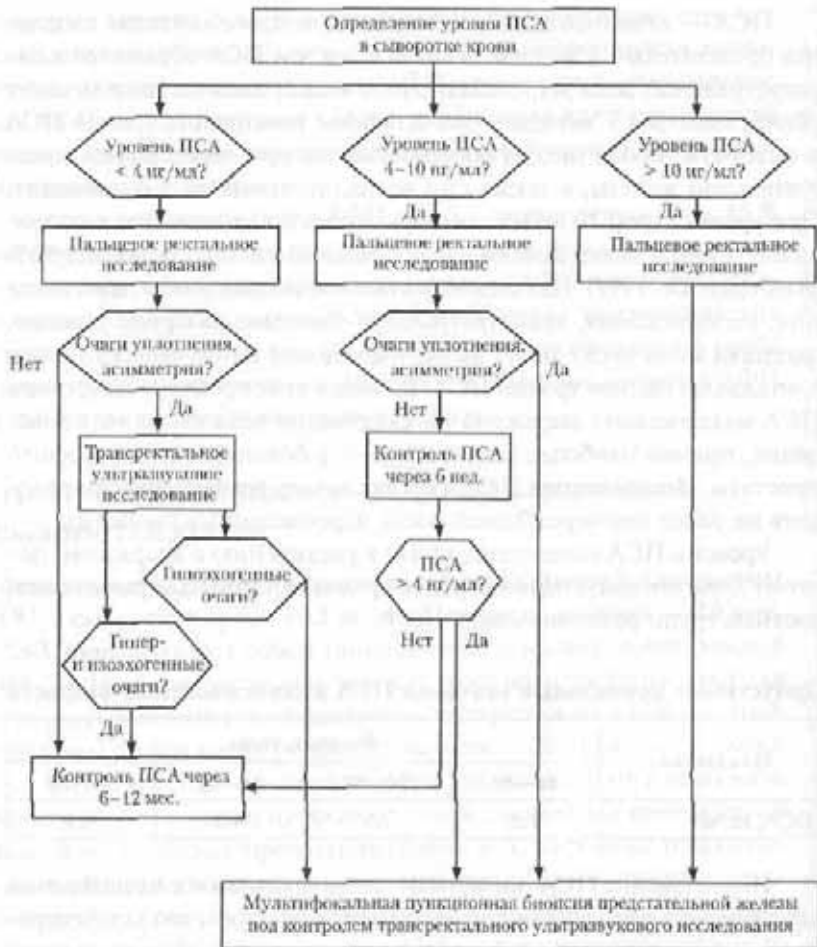 Определение уровня ПСА
в сыворотке крови
Уровень ПСА
< 4 нг/мл?
Уровень ПСА
4–10 нг/мл?
Уровень ПСА
> 10 нг/мл?
Да
Да
Да
Пальцевое ректальное
исследование
Пальцевое ректальное
исследование
Пальцевое ректальное
исследование
Очаги уплотнения,
асимметрия?
Очаги уплотнения,
асимметрия?
Нет
Да
Нет
Да
Трансректальное
ультразвуковое
исследование
Контроль ПСА
через 6 нед.
Гипоэхогенные
очаги?
ПСА
> 4 нг/мл?
Гипер-
и изоэхогенные
очаги?
Нет
Да
Да
Контроль ПСА через
6–12 мес.
Мультифокальная пункционная биопсия предстательной железы
под контролем трансректального ультразвукового исследования